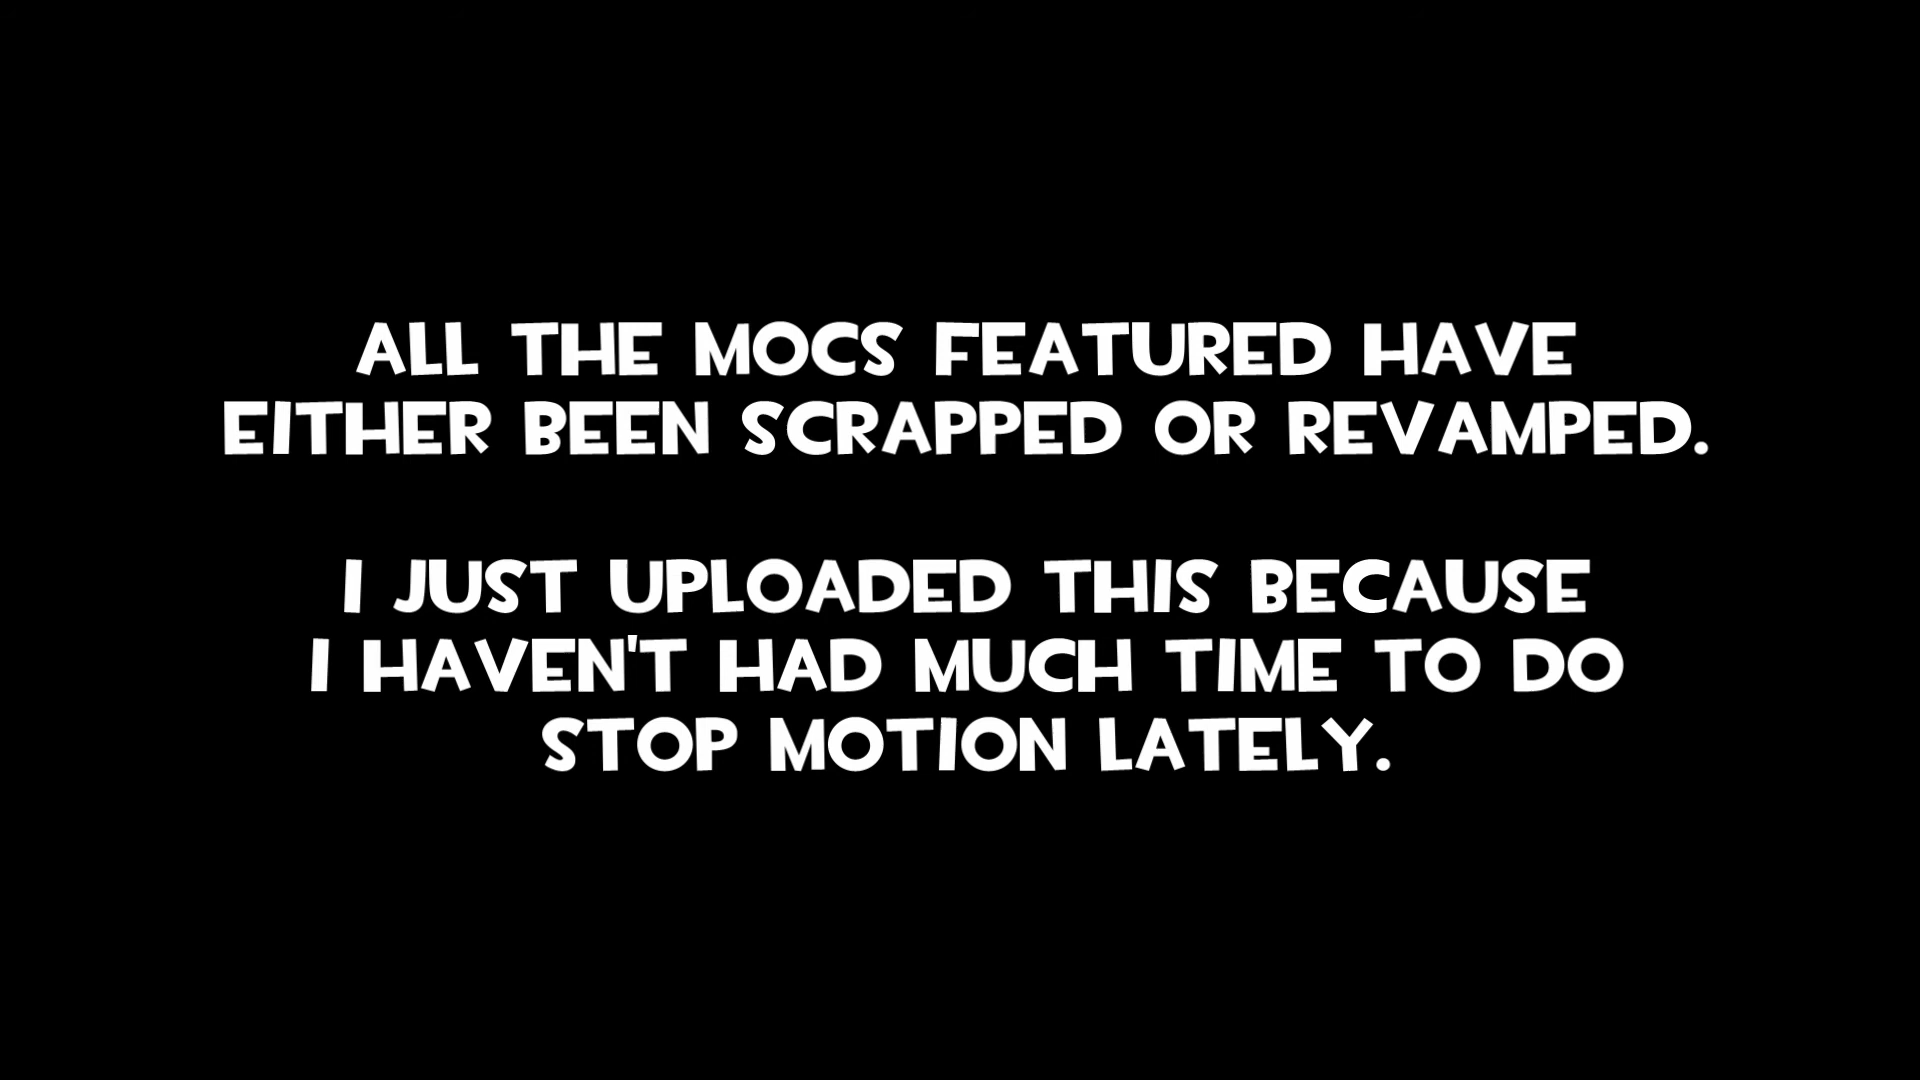 ALL THE MOCS FEATURED HAVE
EITHER BEEN SCRAPPED OR REVAMPED.
I JUST UPLOADED THIS BECAUSE
I HAVEN'T HAD MUCH TIME TO DO
STOP MOTION LATELY.